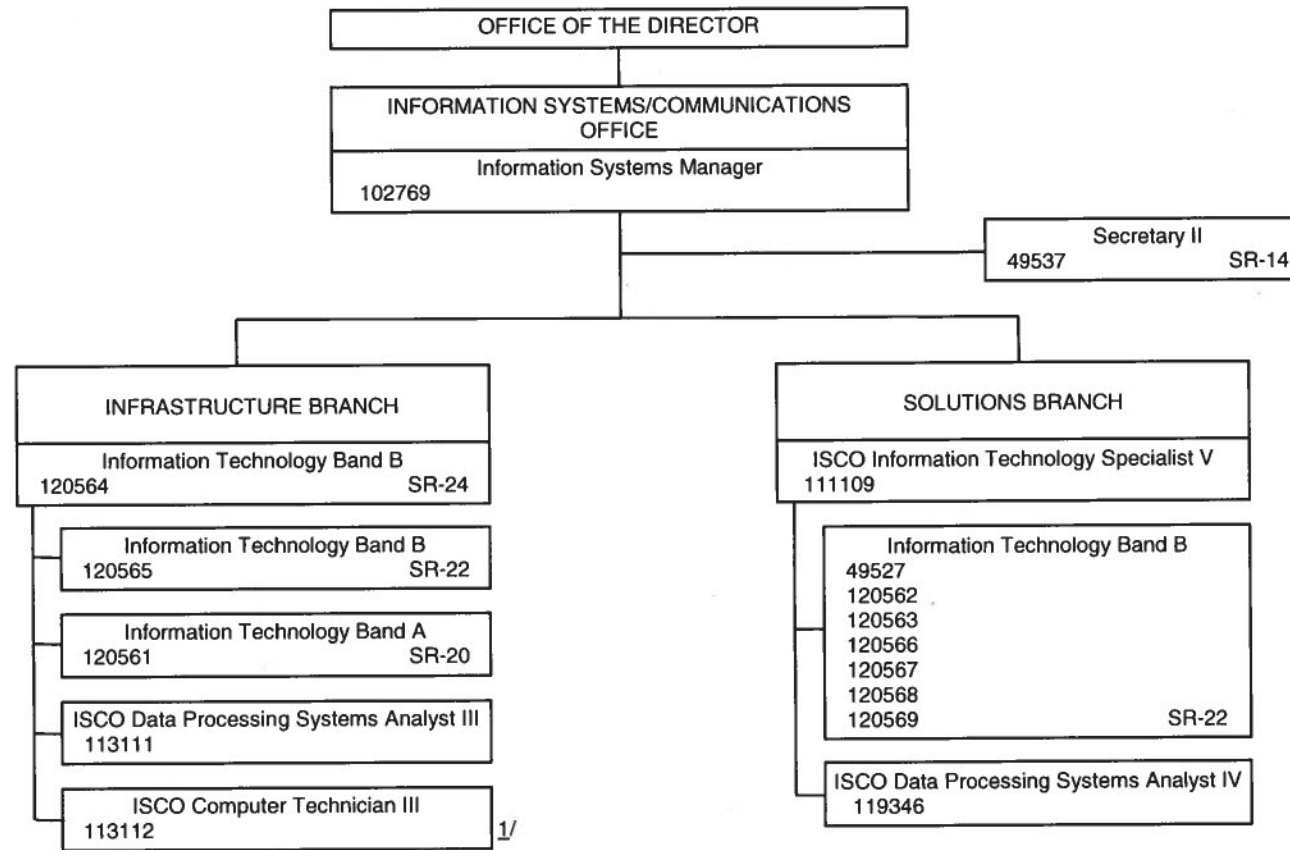 OFFICE OF THE DIRECTOR
INFORMATION SYSTEMS/COMMUNICATIONS
OFFICE
Information Systems Manager
102769
Secretary II
49537 SR-14
INFRASTRUCTURE BRANCH
Information Technology Band B
120564 SR-24
Information Technology Band B
120565 SR-22
Information Technology Band A
120561 SR-20
ISCO Data Processing Systems Analyst III
113111
ISCO Computer Technician III
113112 1/
SOLUTIONS BRANCH
ISCO Information Technology Specialist V
111109
Information Technology Band B
49527
120562
120563
120566
120567
120568
120569 SR-22
ISCO Data Processing Systems Analyst IV
119346